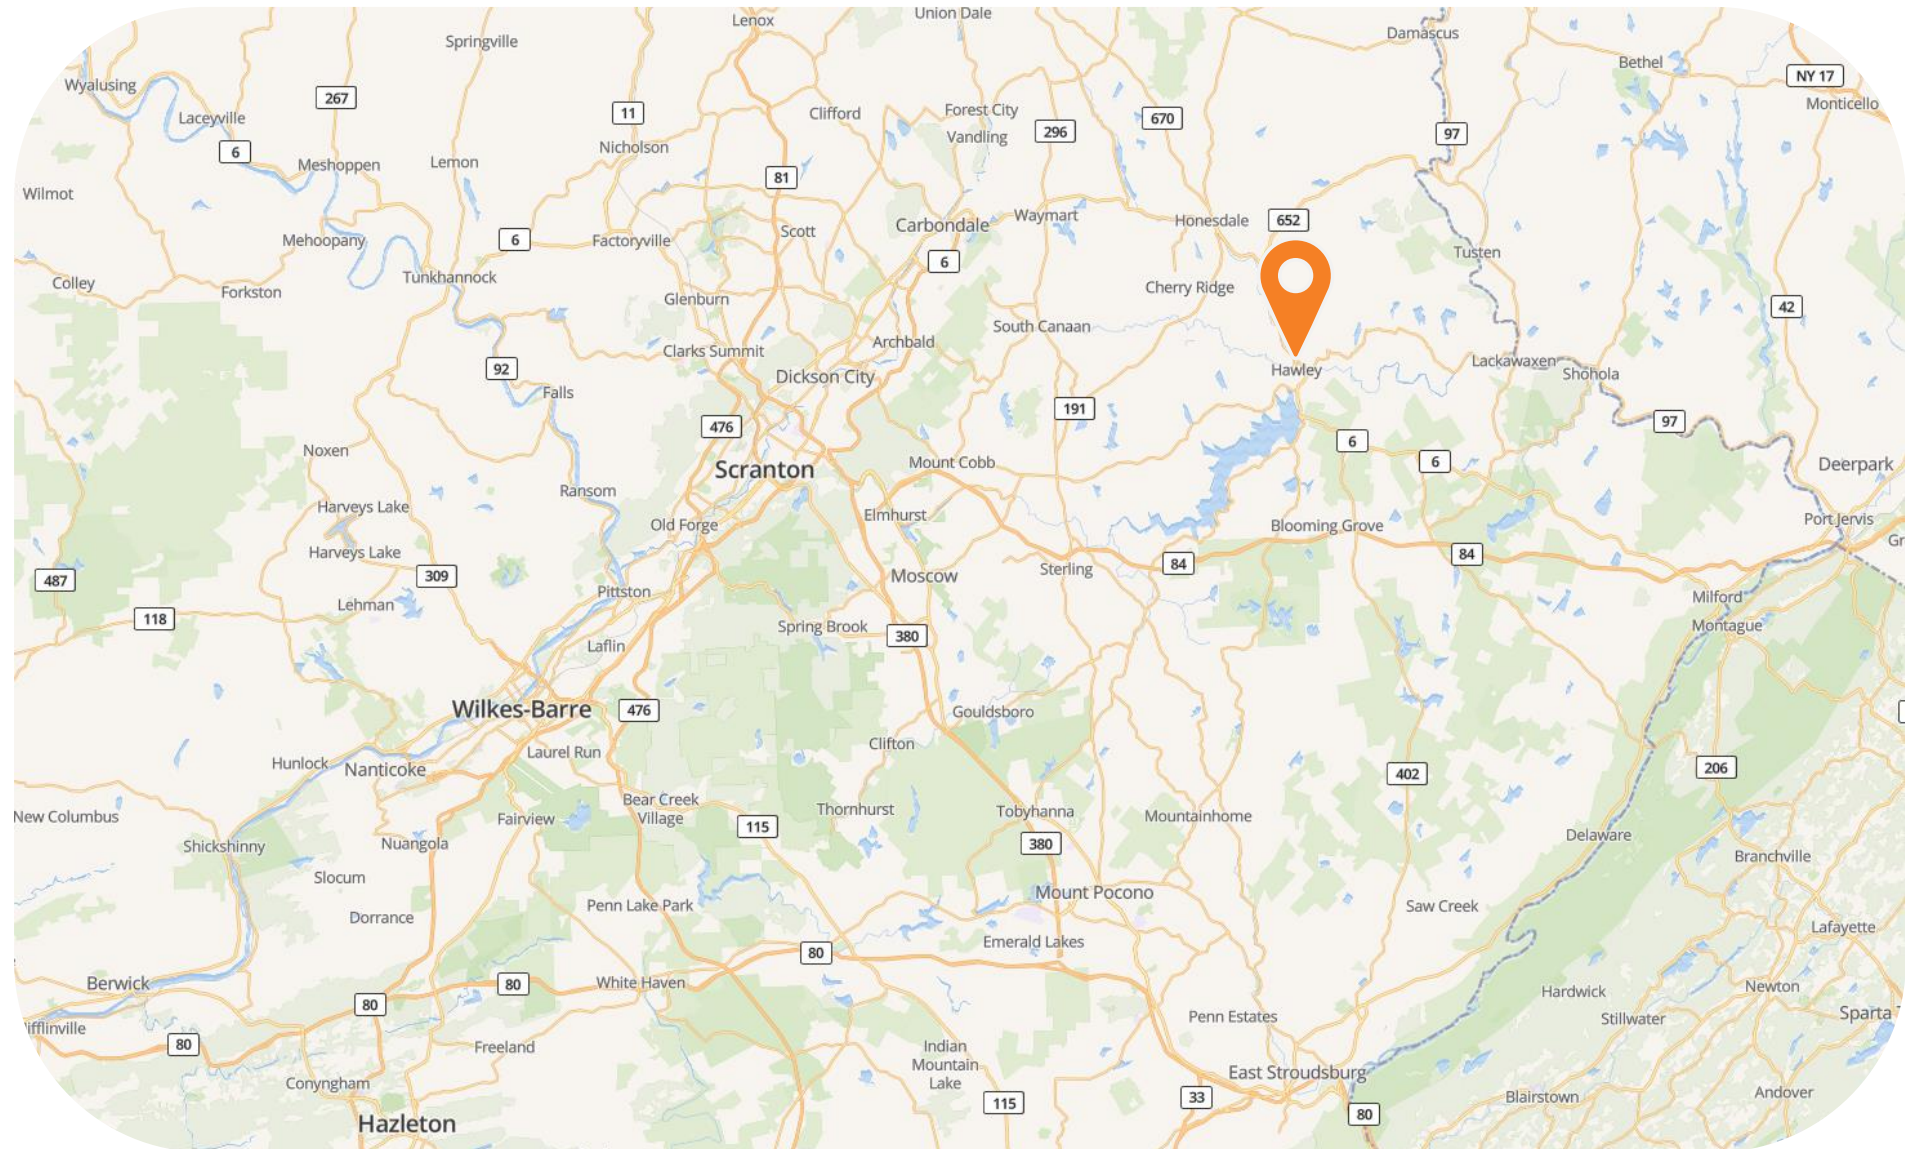 Lenox
Union Dale
Springville
Damascus
Bethel
NY 17
Wyalusing
267
11
Clifford
Forest City
670
Monticello
Laceyville
Vandling
296
97
6
Meshoppen
Lemon
Nicholson
81
Wilmot
Carbondale
Waymart
Honesdale
652
Mehoopany
6
Factoryville
Scott
6
Tusten
Colley
Forkston
Tunkhannock
Glenburn
Cherry Ridge
42
South Canaan
Clarks Summit
Archbald
Hawley
Lackawaxen
Shohola
92
Dickson City
Falls
191
476
97
Noxen
Scranton
Mount Cobb
6
6
Deerpark
Ransom
Harveys Lake
Old Forge
Elmhurst
Blooming Grove
Port Jervis
Gr
Harveys Lake
84
84
487
309
Moscow
Sterling
Lehman
Pittston
Milford
118
Spring Brook
380
Montague
Laflin
Wilkes-Barre
476
Gouldsboro
Clifton
Laurel Run
Hunlock
Nanticoke
402
206
New Columbus
Fairview
Bear Creek
Village
115
Thornhurst
Tobyhanna
Mountainhome
Shickshinny
Nuangola
380
Delaware
Branchville
Slocum
Mount Pocono
Dorrance
Penn Lake Park
Saw Creek
Lafayette
Emerald Lakes
80
Berwick
80
80
White Haven
Hardwick
Newton
ifflinville
80
Penn Estates
Stillwater
Sparta
Freeland
Indian
Mountain
Lake
Conyngham
East Stroudsburg
Blairstown
Andover
115
33
80
Hazleton